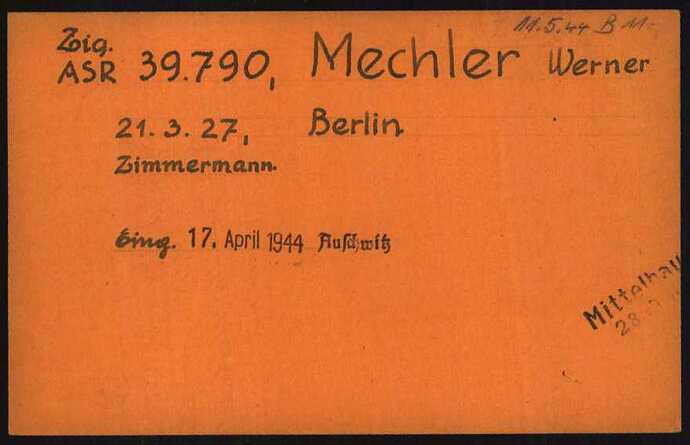 11.5.44 B
Zig.
ASR 39.790, Mechler Werner
21. 3. 27, Berlin.
Zimmermann.
Eing. 17. April 1944 Auschwitz
Mittelbau
28.